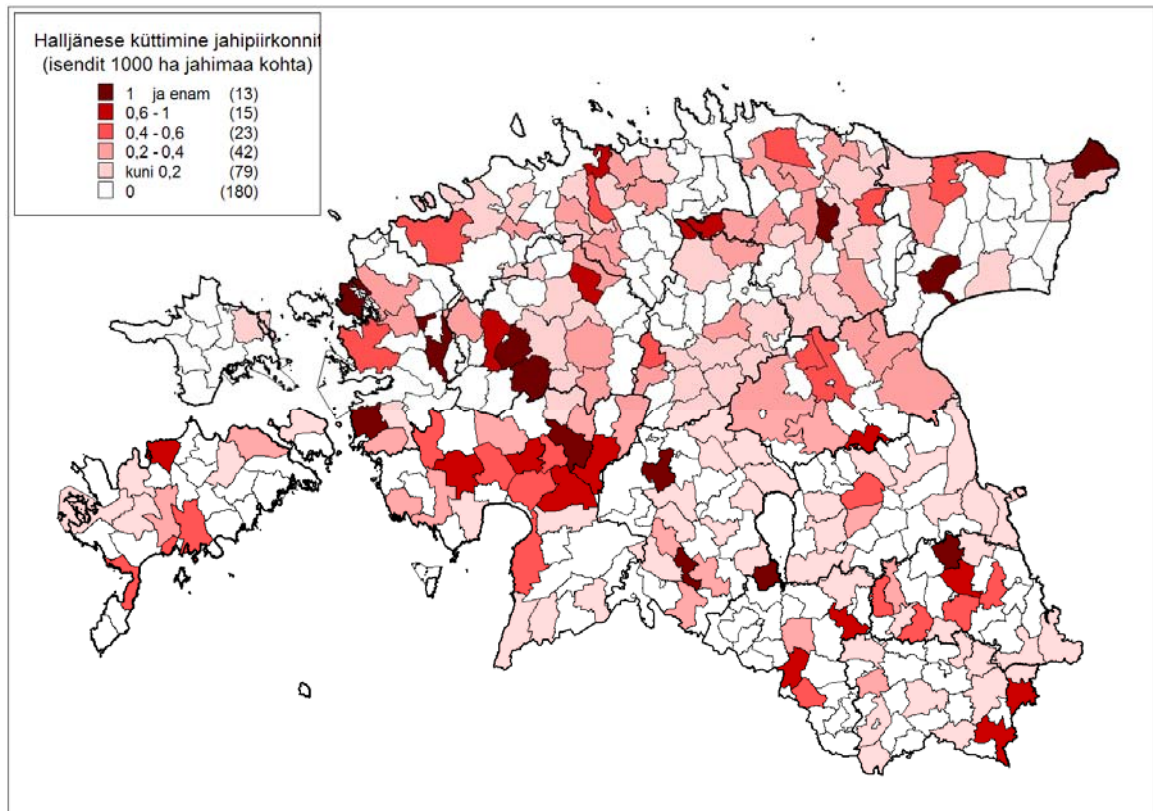 Halljänese küttimine jahipiirkonnit
(isendit 1000 ha jahimaa kohta)
1 ja enam (13)
0,6 - 1 (15)
0,4 - 0,6 (23)
0,2 - 0,4 (42)
kuni 0,2 (79)
0 (180)